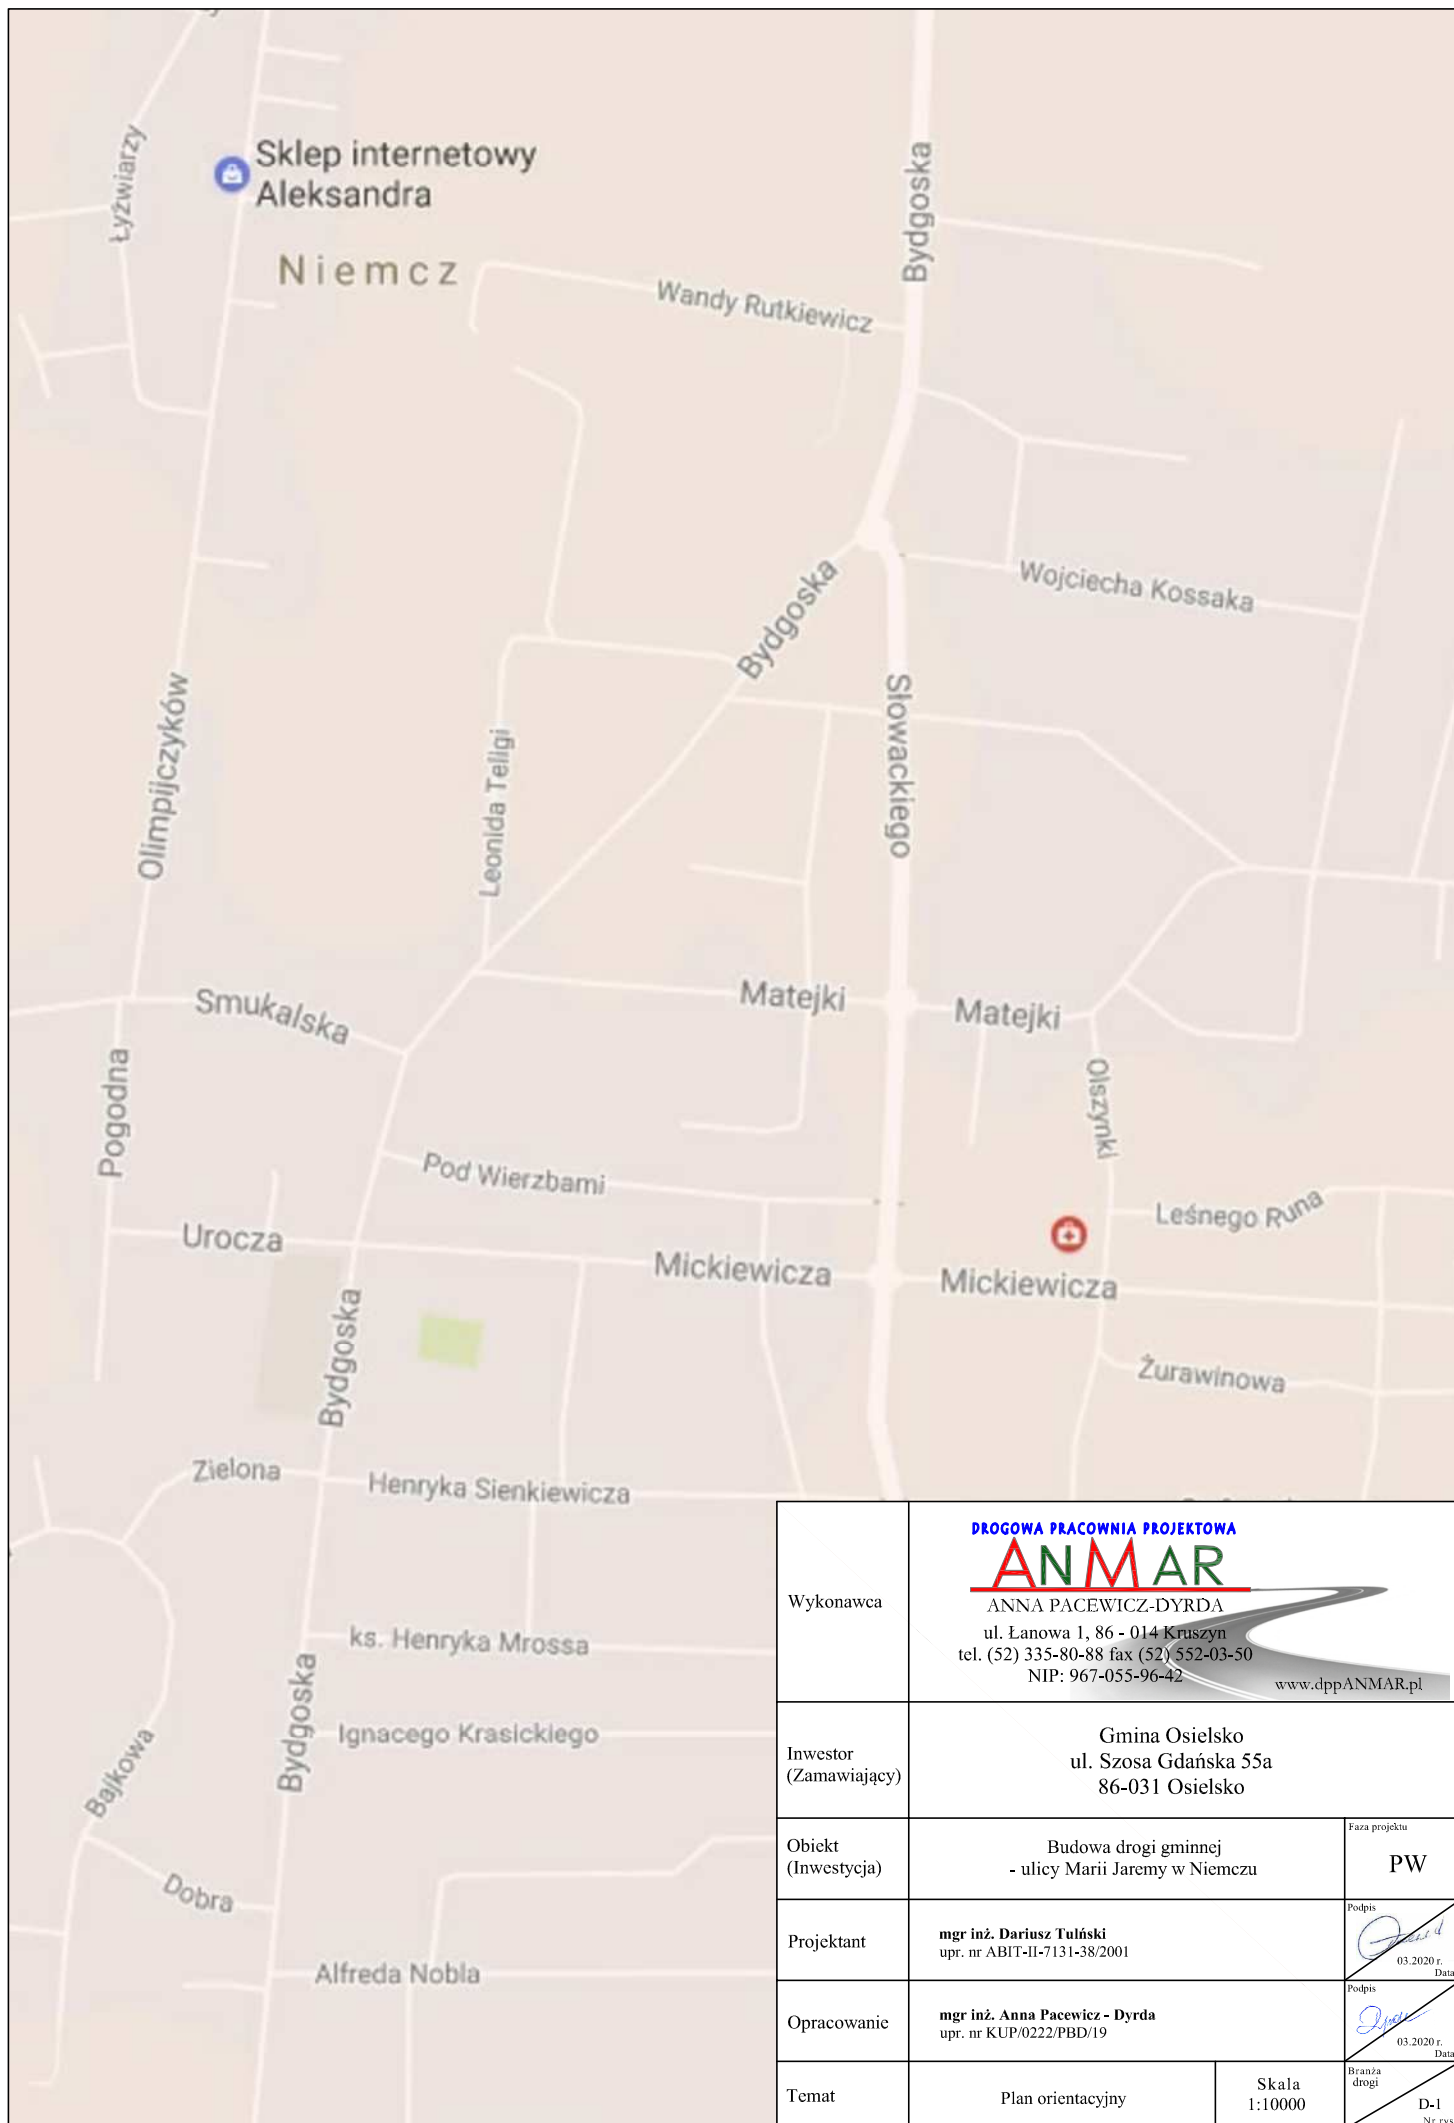 Łyżwiarzy
Sklep internetowy
Aleksandra
Niemcz
Bydgoska
Wandy Rutkiewicz
Bydgoska
Wojciecha Kossaka
Olimpijczyków
Leonida Teligi
Słowackiego
Smukalska
Matejki
Matejki
Pogodna
Olszynki
Pod Wierzbami
Leśnego Runa
Urocza
Mickiewicza
Mickiewicza
Bydgoska
Żurawinowa
Zielona
Henryka Sienkiewicza
ks. Henryka Mrossa
Bydgoska
Ignacego Krasickiego
Bajkowa
Dobra
Alfreda Nobla
Wykonawca
DROGOWA PRACOWNIA PROJEKTOWA
ANMAR
ANNA PACEWICZ-DYRDA
ul. Łanowa 1, 86 - 014 Kruszyn
tel. (52) 335-80-88 fax (52) 552-03-50
NIP: 967-055-96-42
www.dppANMAR.pl
Inwestor
(Zamawiający)
Gmina Osielsko
ul. Szosa Gdańska 55a
86-031 Osielsko
Obiekt
(Inwestycja)
Budowa drogi gminnej
- ulicy Marii Jaremy w Niemczu
Faza projektu
PW
Projektant
mgr inż. Dariusz Tulński
upr. nr ABIT-II-7131-38/2001
Podpis
03.2020 r.
Data
Opracowanie
mgr inż. Anna Pacewicz - Dyrda
upr. nr KUP/0222/PBD/19
Podpis
03.2020 r.
Data
Temat
Plan orientacyjny
Skala
1:10000
Branża
drogi
D-1
Nr rys